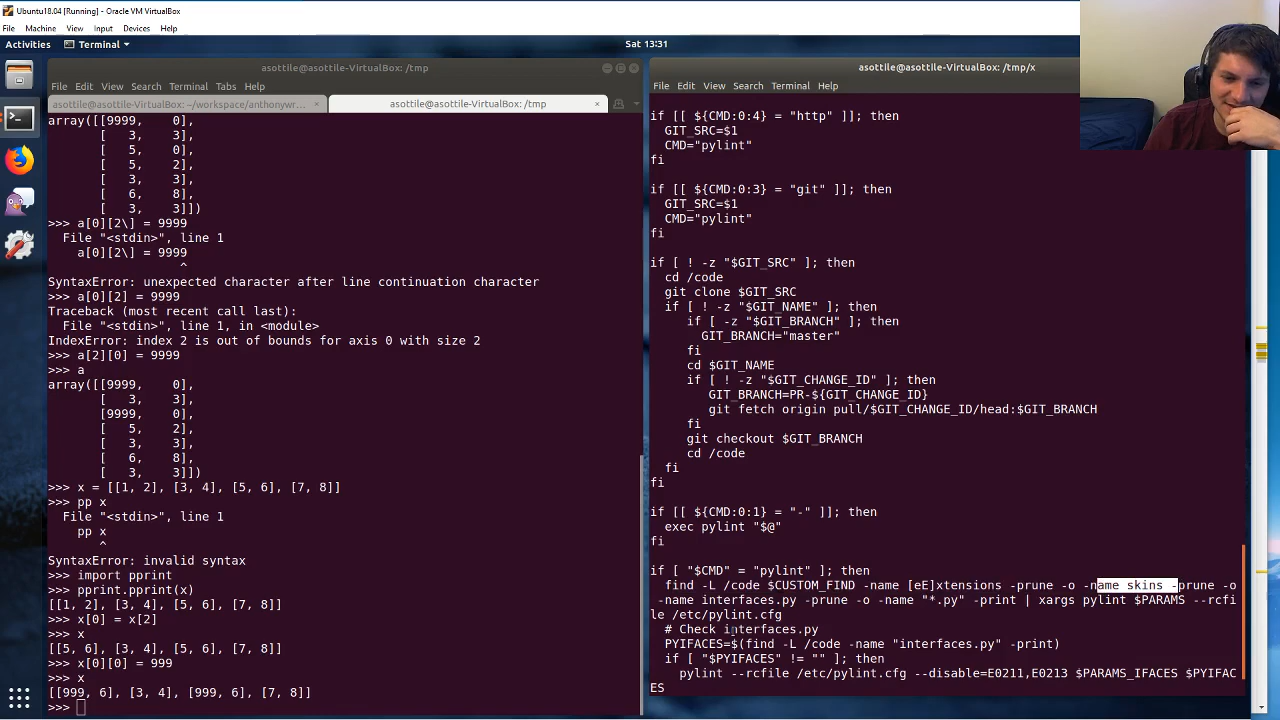 Ubuntu18.04 [Running] - Oracle VM VirtualBox
File Machine View Input Devices Help
Activities Terminal Sat 13:31
asottile@asottile-VirtualBox: /tmp
File Edit View Search Terminal Tabs Help
asottile@asottile-VirtualBox: ~/workspace/anthonywr... × asottile@asottile-VirtualBox: /tmp ×
array([[9999,    0],
       [   3,    3],
       [   5,    0],
       [   5,    2],
       [   3,    3],
       [   6,    8],
       [   3,    3]])
>>> a[0][2\] = 9999
  File "<stdin>", line 1
    a[0][2\] = 9999
                  ^
SyntaxError: unexpected character after line continuation character
>>> a[0][2] = 9999
Traceback (most recent call last):
  File "<stdin>", line 1, in <module>
IndexError: index 2 is out of bounds for axis 0 with size 2
>>> a[2][0] = 9999
>>> a
array([[9999,    0],
       [   3,    3],
       [9999,    0],
       [   5,    2],
       [   3,    3],
       [   6,    8],
       [   3,    3]])
>>> x = [[1, 2], [3, 4], [5, 6], [7, 8]]
>>> pp x
  File "<stdin>", line 1
    pp x
       ^
SyntaxError: invalid syntax
>>> import pprint
>>> pprint.pprint(x)
[[1, 2], [3, 4], [5, 6], [7, 8]]
>>> x[0] = x[2]
>>> x
[[5, 6], [3, 4], [5, 6], [7, 8]]
>>> x[0][0] = 999
>>> x
[[999, 6], [3, 4], [999, 6], [7, 8]]
>>>
asottile@asottile-VirtualBox: /tmp/x
File Edit View Search Terminal Help
if [[ ${CMD:0:4} = "http" ]]; then
  GIT_SRC=$1
  CMD="pylint"
fi
if [[ ${CMD:0:3} = "git" ]]; then
  GIT_SRC=$1
  CMD="pylint"
fi
if [ ! -z "$GIT_SRC" ]; then
  cd /code
  git clone $GIT_SRC
  if [ ! -z "$GIT_NAME" ]; then
     if [ -z "$GIT_BRANCH" ]; then
       GIT_BRANCH="master"
     fi
     cd $GIT_NAME
     if [ ! -z "$GIT_CHANGE_ID" ]; then
        GIT_BRANCH=PR-${GIT_CHANGE_ID}
        git fetch origin pull/$GIT_CHANGE_ID/head:$GIT_BRANCH
     fi
     git checkout $GIT_BRANCH
     cd /code
  fi
fi
if [[ ${CMD:0:1} = "-" ]]; then
  exec pylint "$@"
fi
if [ "$CMD" = "pylint" ]; then
  find -L /code $CUSTOM_FIND -name [eE]xtensions -prune -o -name skins -prune -o
 -name interfaces.py -prune -o -name "*.py" -print | xargs pylint $PARAMS --rcfi
le /etc/pylint.cfg
  # Check interfaces.py
  PYIFACES=$(find -L /code -name "interfaces.py" -print)
  if [ "$PYIFACES" != "" ]; then
    pylint --rcfile /etc/pylint.cfg --disable=E0211,E0213 $PARAMS_IFACES $PYIFAC
ES